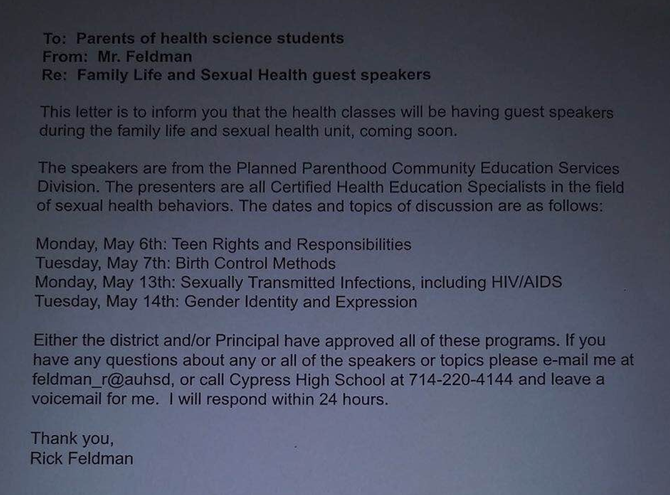 To: Parents of health science students
From: Mr. Feldman
Re: Family Life and Sexual Health guest speakers
This letter is to inform you that the health classes will be having guest speakers
during the family life and sexual health unit, coming soon.
The speakers are from the Planned Parenthood Community Education Services
Division. The presenters are all Certified Health Education Specialists in the field
of sexual health behaviors. The dates and topics of discussion are as follows:
Monday, May 6th: Teen Rights and Responsibilities
Tuesday, May 7th: Birth Control Methods
Monday, May 13th: Sexually Transmitted Infections, including HIV/AIDS
Tuesday, May 14th: Gender Identity and Expression
Either the district and/or Principal have approved all of these programs. If you
have any questions about any or all of the speakers or topics please e-mail me at
feldman_r@auhsd, or call Cypress High School at 714-220-4144 and leave a
voicemail for me. I will respond within 24 hours.
Thank you,
Rick Feldman